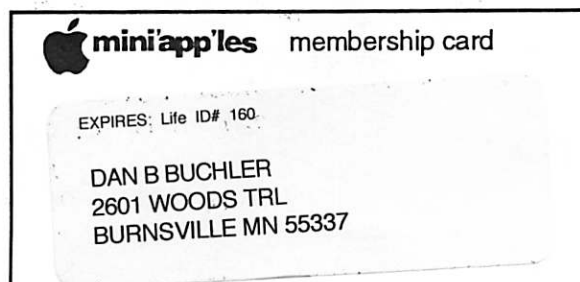 mini'app'les membership card
EXPIRES: Life ID# 160
DAN B BUCHLER
2601 WOODS TRL
BURNSVILLE MN 55337